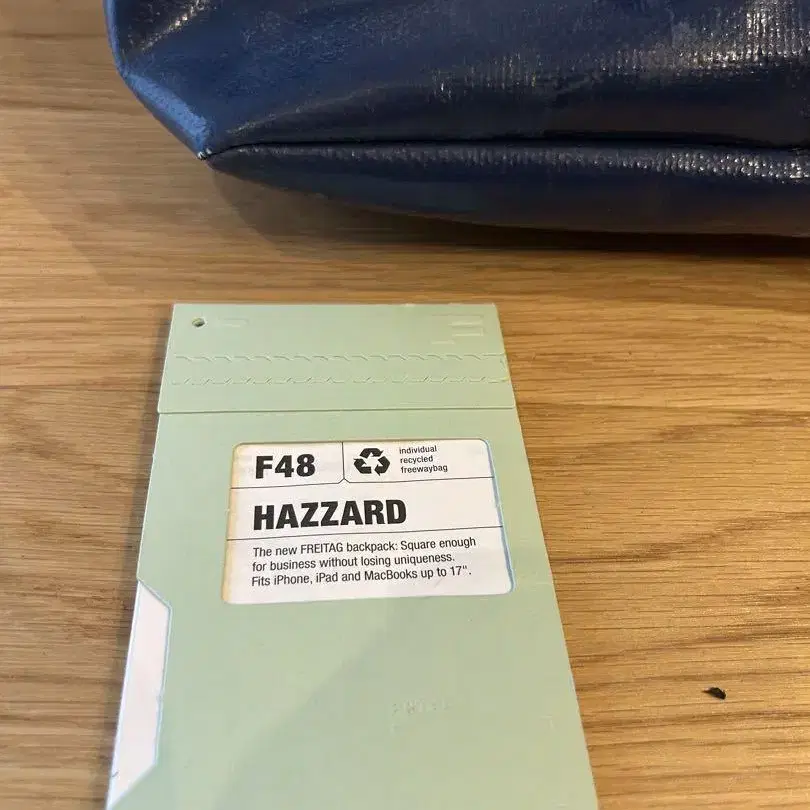 F48
individual
recycled
freewaybag
HAZZARD
The new FREITAG backpack: Square enough
for business without losing uniqueness.
Fits iPhone, iPad and MacBooks up to 17".